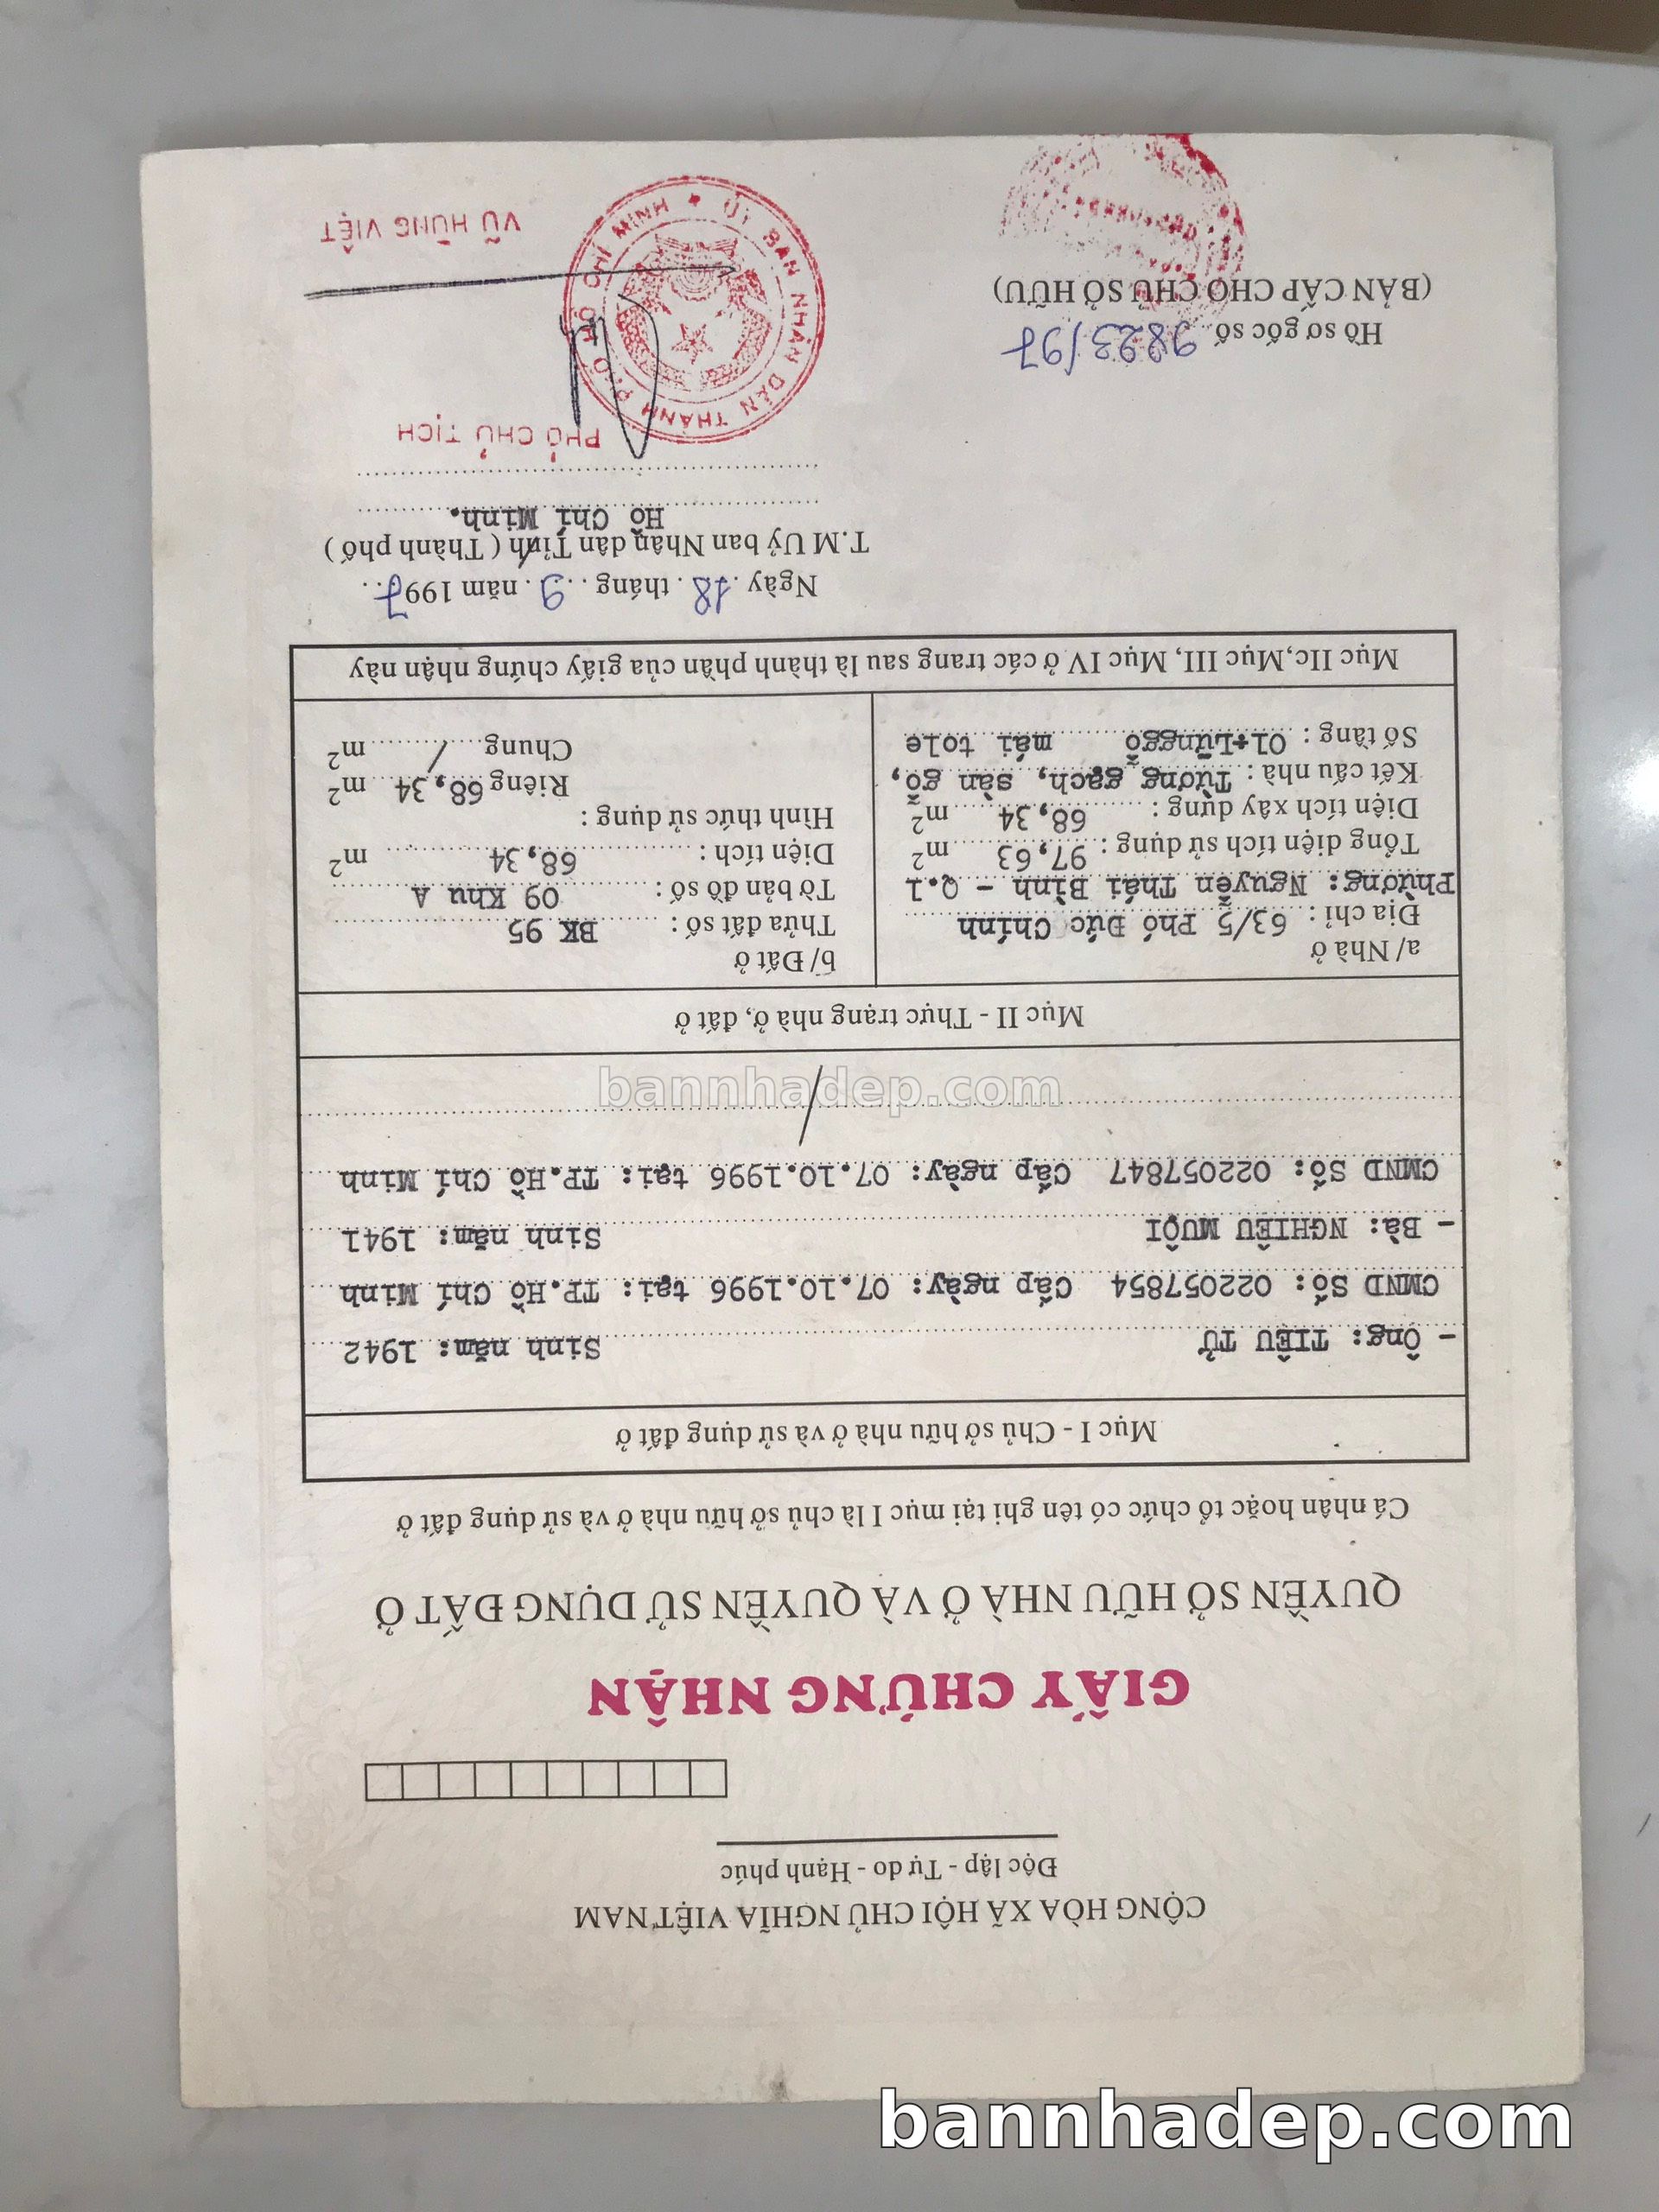 CỘNG HÒA XÃ HỘI CHỦ NGHĨA VIỆT NAM
Độc lập - Tự do - Hạnh phúc
GIẤY CHỨNG NHẬN
QUYỀN SỞ HỮU NHÀ Ở VÀ QUYỀN SỬ DỤNG ĐẤT Ở
Cá nhân hoặc tổ chức có tên ghi tại mục I là chủ sở hữu nhà ở và sử dụng đất ở
Mục I - Chủ sở hữu nhà ở và sử dụng đất ở
- Ông: TIÊU TỬ Sinh năm: 1942
CMND Số: 022057854 Cấp ngày: 07.10.1996 tại: TP.Hồ Chí Minh
- Bà: NGHIÊU MUỘI Sinh năm: 1941
CMND Số: 022057847 Cấp ngày: 07.10.1996 tại: TP.Hồ Chí Minh
bannhadep.com
Mục II - Thực trạng nhà ở, đất ở
a/ Nhà ở
Địa chỉ : 63/5 Phó Đức Chính
Phường: Nguyễn Thái Bình - Q.1
Tổng diện tích sử dụng : 97,63 m²
Diện tích xây dựng : 68,34 m²
Kết cấu nhà : Tường gạch, sàn gỗ,
Số tầng : 01+Lửnggỗ mái tole
b/ Đất ở
Thửa đất số : BK 95
Tờ bản đồ số : 09 Khu A
Diện tích : 68,34 m²
Hình thức sử dụng :
Riêng 68,34 m²
Chung / m²
Mục IIc,Mục III, Mục IV ở các trang sau là thành phần của giấy chứng nhận này
Ngày 18 tháng 9 năm 1997
T.M Uỷ ban Nhân dân Tỉnh ( Thành phố )
Hồ Chí Minh.
PHÓ CHỦ TỊCH
ỦY BAN NHÂN DÂN THÀNH PHỐ HỒ CHÍ MINH
VŨ HÙNG VIỆT
Hồ sơ gốc số 9823/97
(BẢN CẤP CHO CHỦ SỞ HỮU)
bannhadep.com